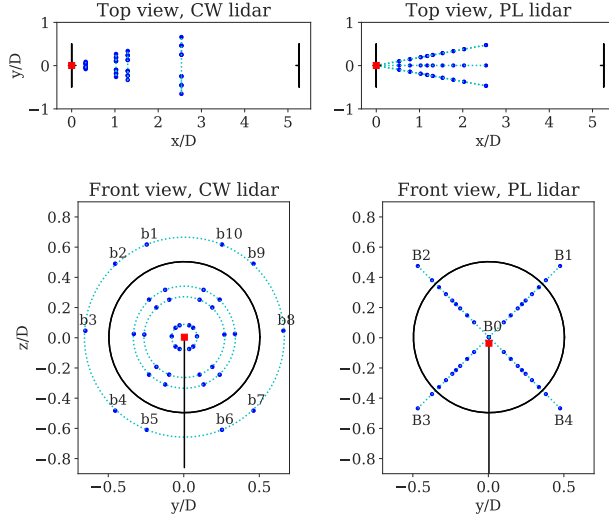 Top view, CW lidar
Top view, PL lidar
1
0
−1
y/D
0 1 2 3 4 5
x/D
1
0
−1
0 1 2 3 4 5
x/D
Front view, CW lidar
Front view, PL lidar
0.8
0.6
0.4
0.2
0.0
−0.2
−0.4
−0.6
−0.8
z/D
b1
b10
b2
b9
b3
b8
b4
b7
b5
b6
−0.5 0.0 0.5
y/D
0.8
0.6
0.4
0.2
0.0
−0.2
−0.4
−0.6
−0.8
B2
B1
B0
B3
B4
−0.5 0.0 0.5
y/D